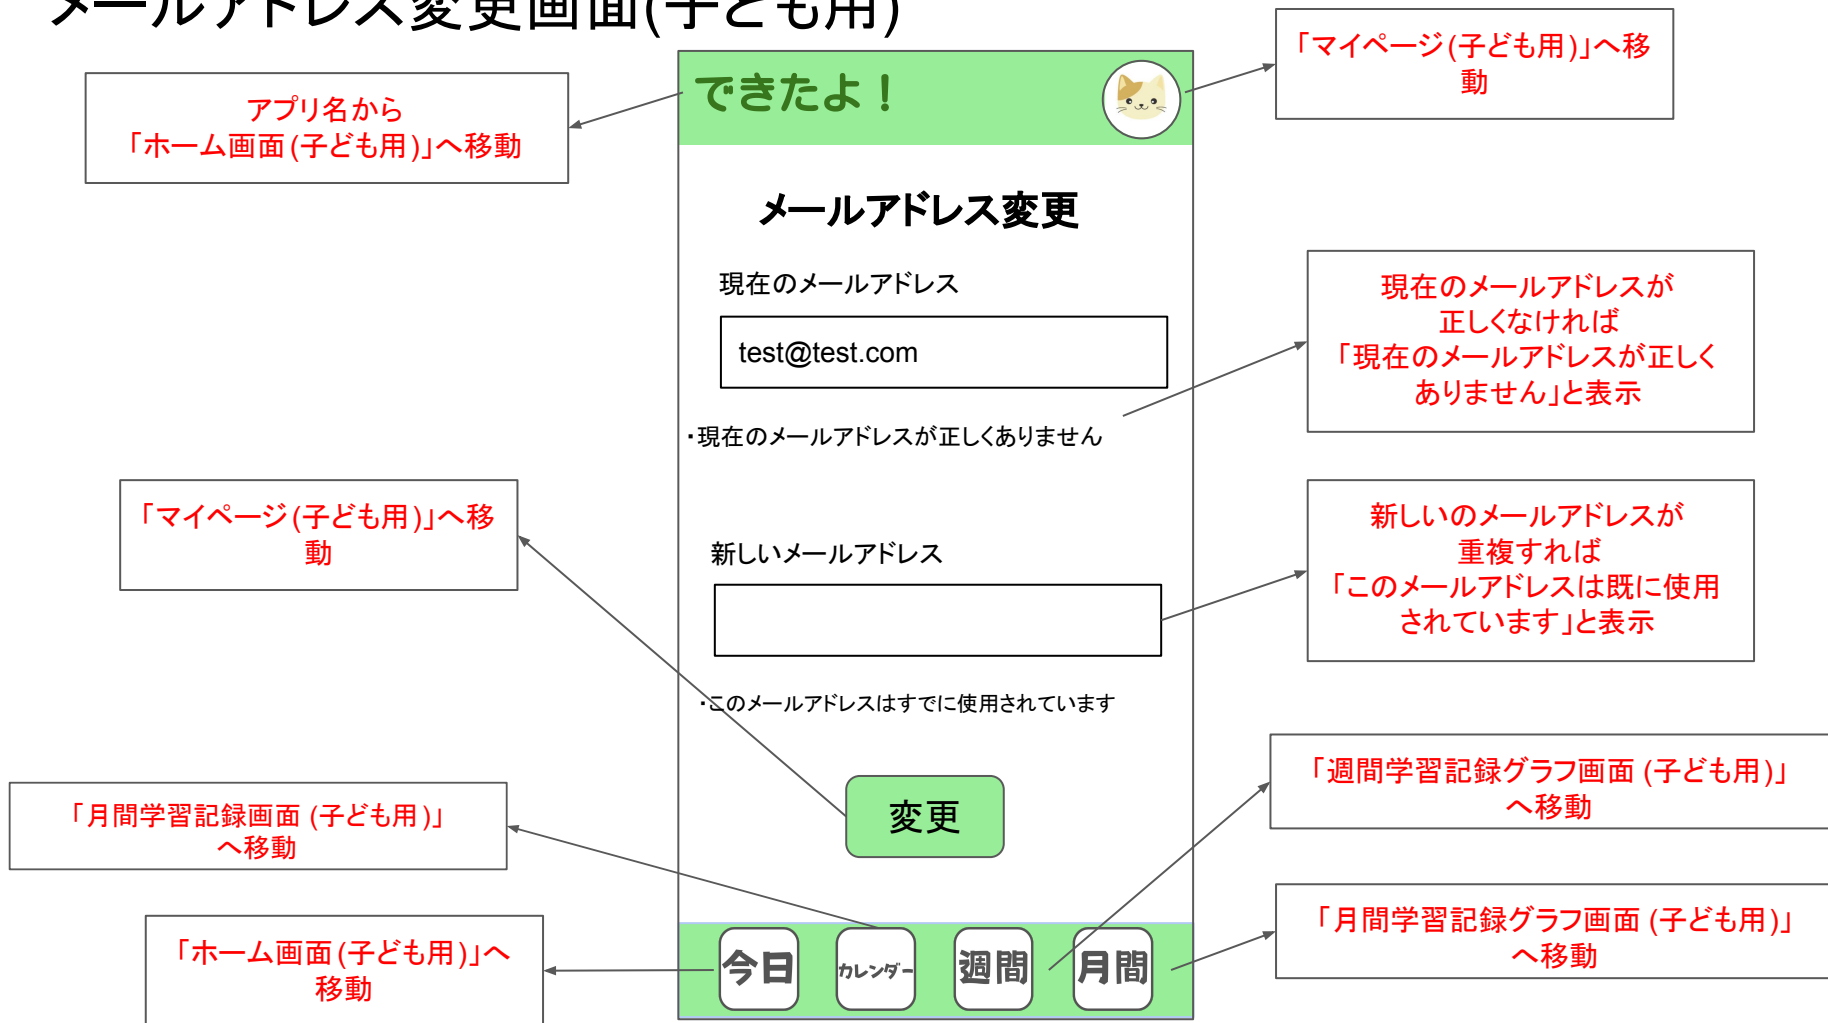 メールアドレス変更画面(子ども用)
アプリ名から
「ホーム画面(子ども用)」へ移動
できたよ！
「マイページ(子ども用)」へ移
動
メールアドレス変更
現在のメールアドレス
test@test.com
・現在のメールアドレスが正しくありません
現在のメールアドレスが
正しくなければ
「現在のメールアドレスが正しく
ありません」と表示
「マイページ(子ども用)」へ移
動
新しいメールアドレス
新しいのメールアドレスが
重複すれば
「このメールアドレスは既に使用
されています」と表示
・このメールアドレスはすでに使用されています
変更
「月間学習記録画面(子ども用)」
へ移動
「週間学習記録グラフ画面(子ども用)」
へ移動
「ホーム画面(子ども用)」へ
移動
今日
カレンダー
週間
月間
「月間学習記録グラフ画面(子ども用)」
へ移動